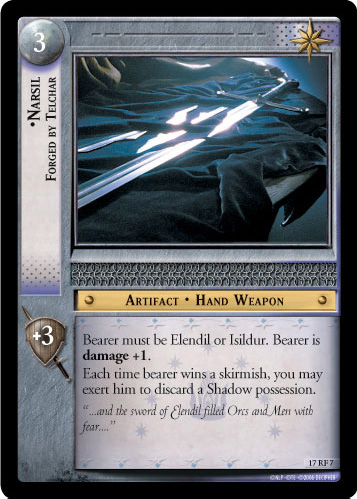 3
•NARSIL
FORGED BY TELCHAR
ARTIFACT • HAND WEAPON
+3
Bearer must be Elendil or Isildur. Bearer is
damage +1.
Each time bearer wins a skirmish, you may
exert him to discard a Shadow possession.
“...and the sword of Elendil filled Orcs and Men with
fear....”
17 RF 7